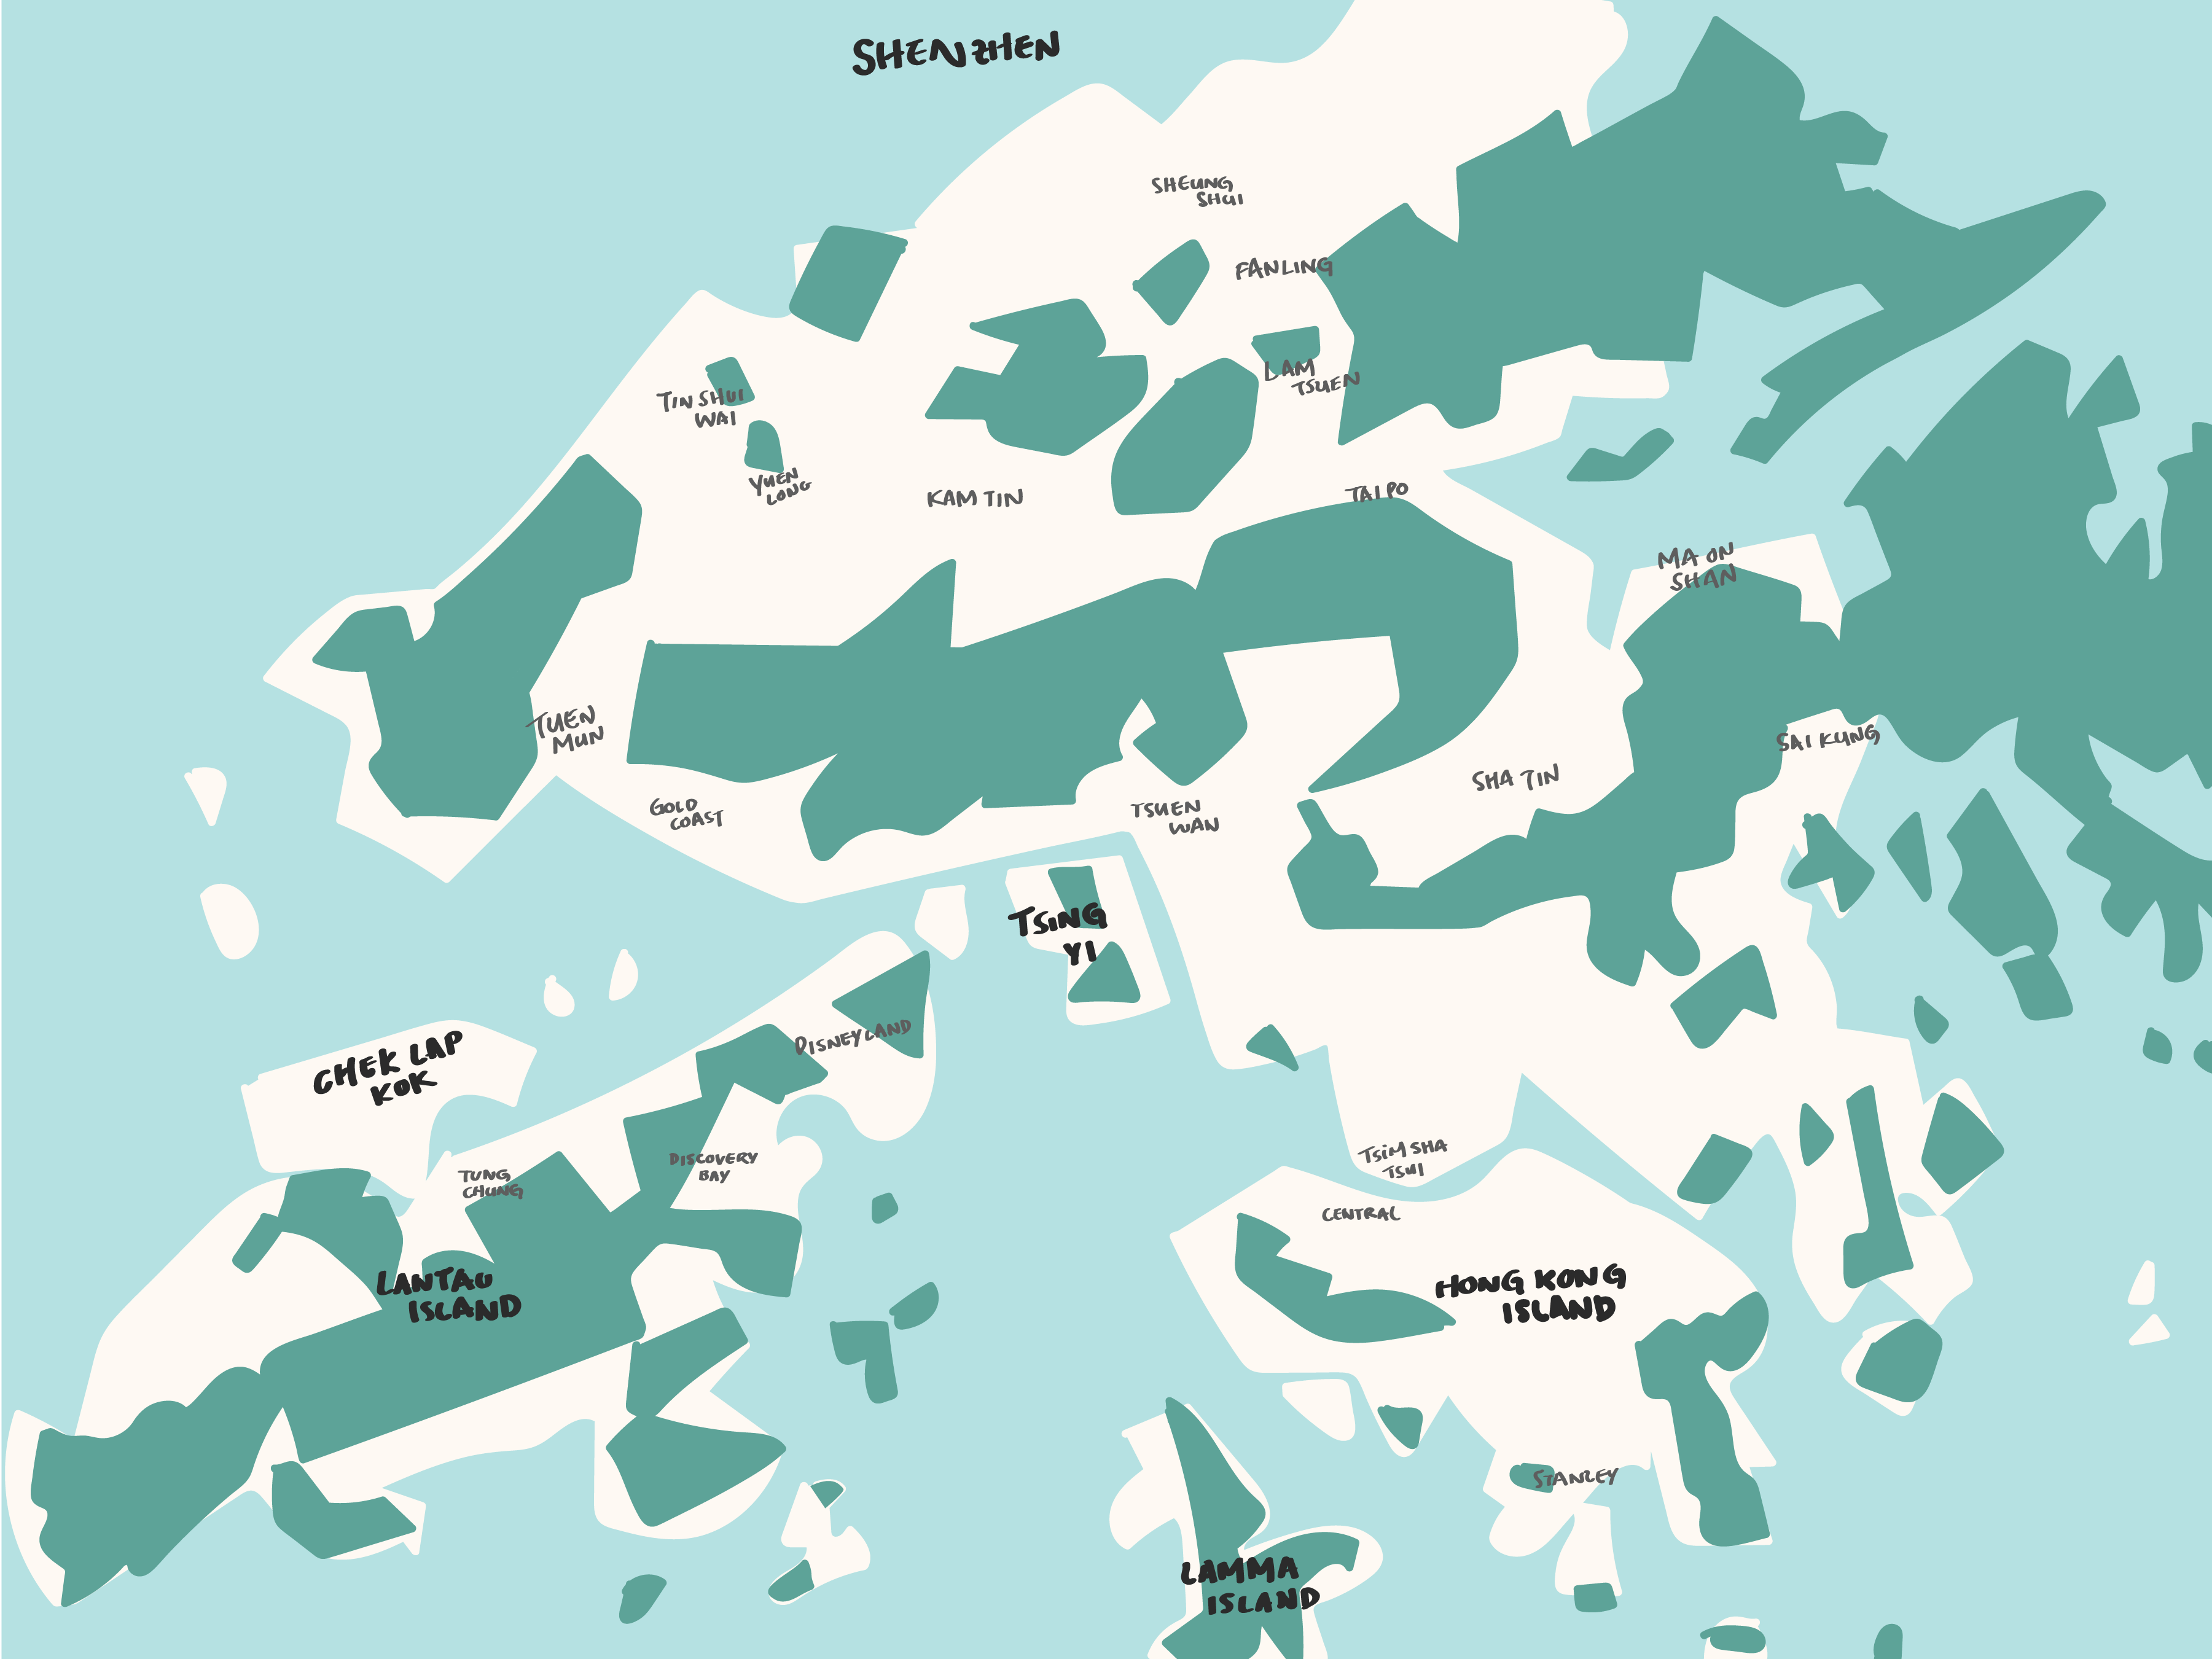 SHENZHEN
SHEUNG
SHUI
FANLING
LAM
TSUEN
TIN SHUI
WAI
YUEN
LONG
KAM TIN
TAI PO
MA ON
SHAN
TUEN
MUN
SAI KUNG
GOLD
COAST
TSUEN
WAN
SHA TIN
TSING
YI
DISNEYLAND
CHEK LAP
KOK
TUNG
CHUNG
DISCOVERY
BAY
TSIM SHA
TSUI
CENTRAL
LANTAU
ISLAND
HONG KONG
ISLAND
STANLEY
LAMMA
ISLAND